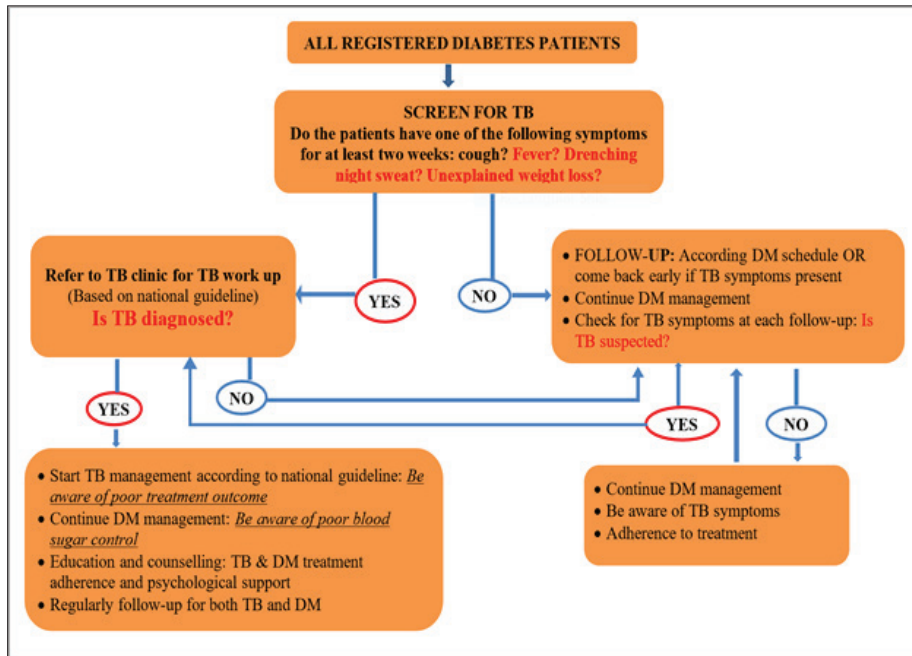 ALL REGISTERED DIABETES PATIENTS
SCREEN FOR TB
Do the patients have one of the following symptoms
for at least two weeks: cough? Fever? Drenching
night sweat? Unexplained weight loss?
Refer to TB clinic for TB work up
(Based on national guideline)
Is TB diagnosed?
YES
NO
• FOLLOW-UP: According DM schedule OR
come back early if TB symptoms present
• Continue DM management
• Check for TB symptoms at each follow-up: Is
TB suspected?
YES
NO
YES
NO
• Start TB management according to national guideline: Be
aware of poor treatment outcome
• Continue DM management: Be aware of poor blood
sugar control
• Education and counselling: TB & DM treatment
adherence and psychological support
• Regularly follow-up for both TB and DM
• Continue DM management
• Be aware of TB symptoms
• Adherence to treatment